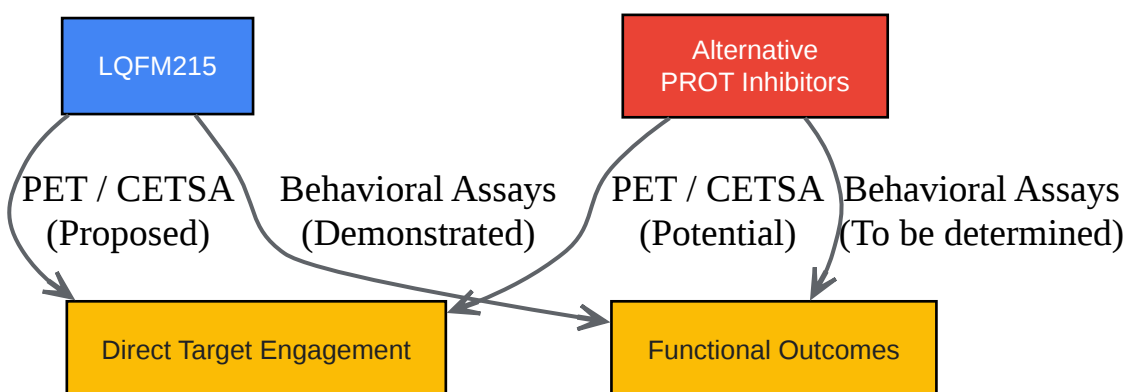 LQFM215
Alternative
PROT Inhibitors
PET / CETSA
(Proposed)
Behavioral Assays
(Demonstrated)
PET / CETSA
(Potential)
Behavioral Assays
(To be determined)
Direct Target Engagement
Functional Outcomes